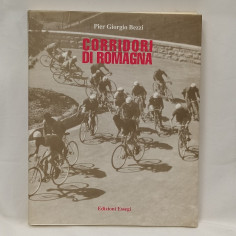 Pier Giorgio Bezzi
CORRIDORI
DI ROMAGNA
Edizioni Essegi